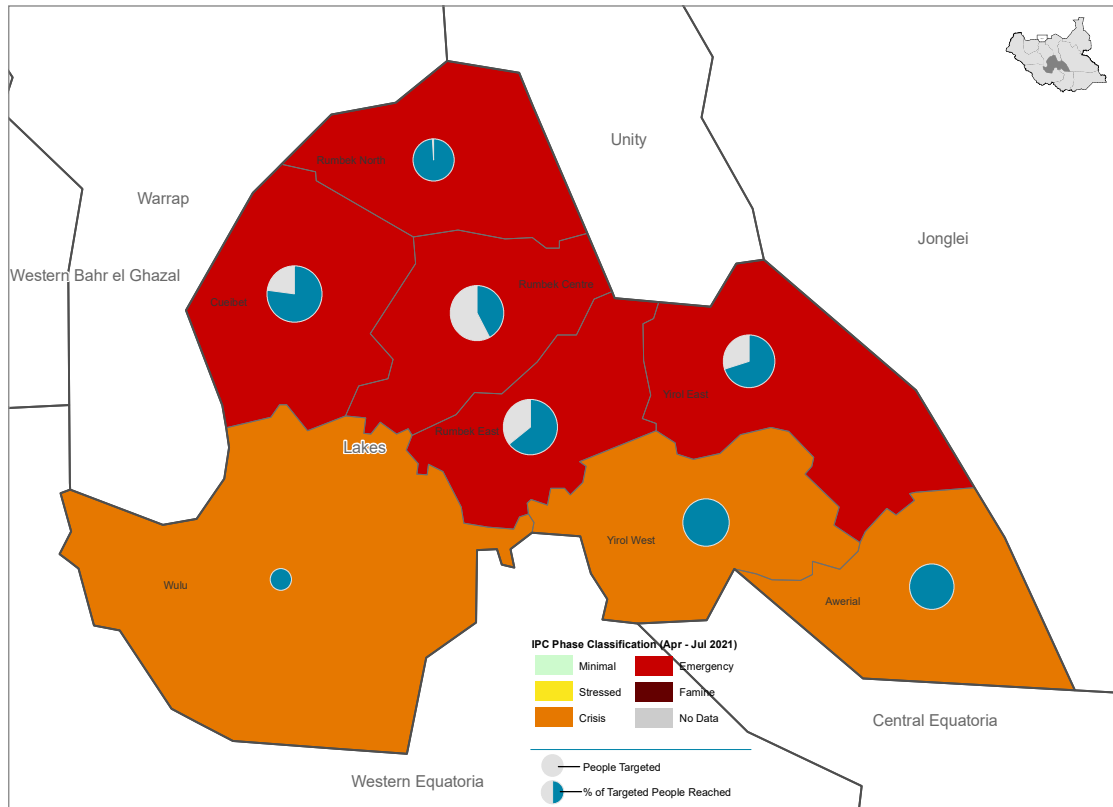 Unity
Rumbek North
Warrap
Jonglei
Western Bahr el Ghazal
Rumbek Centre
Cueibet
Yirol East
Rumbek East
Lakes
Yirol West
Wulu
Awerial
IPC Phase Classification (Apr - Jul 2021)
Minimal
Emergency
Stressed
Famine
Crisis
No Data
Central Equatoria
People Targeted
Western Equatoria
% of Targeted People Reached